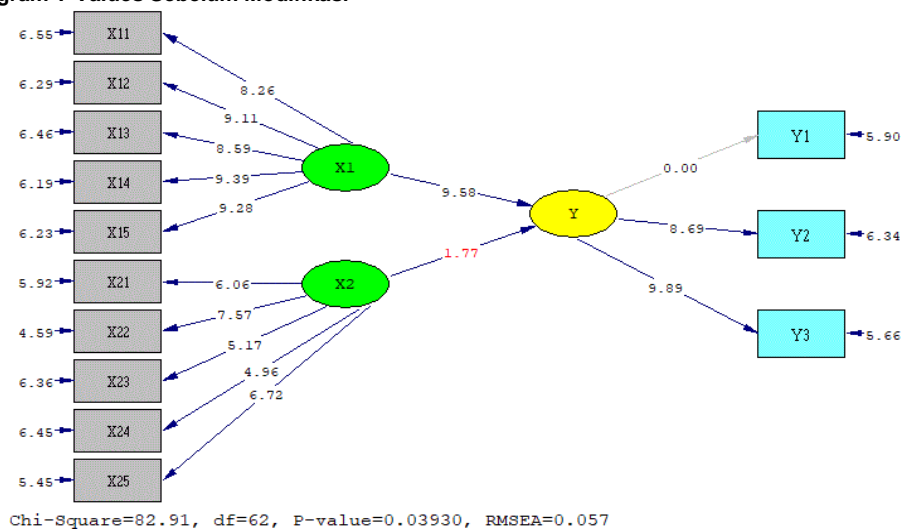 T-Values Sebelum Modifikasi
6.55 X11
8.26
6.29 X12
9.11
6.46 X13
8.59
X1
6.19 X14
9.39
6.23 X15
9.28
9.58
Y
0.00
Y1 5.90
8.69
Y2 6.34
9.89
Y3 5.66
1.77
5.92 X21
6.06
X2
4.59 X22
7.57
6.36 X23
5.17
6.45 X24
4.96
5.45 X25
6.72
Chi-Square=82.91, df=62, P-value=0.03930, RMSEA=0.057